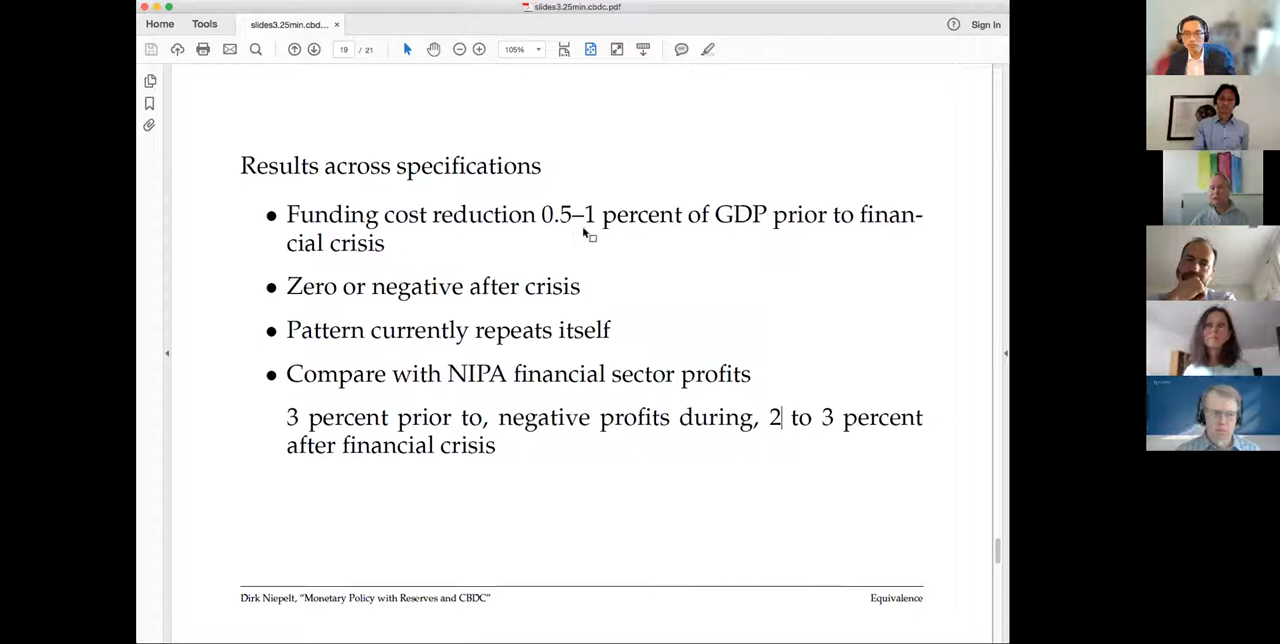 slides3.25min.cbdc.pdf
Home Tools slides3.25min.cbd... × Sign In
19 / 21 105%
Results across specifications
• Funding cost reduction 0.5–1 percent of GDP prior to finan-
cial crisis
• Zero or negative after crisis
• Pattern currently repeats itself
• Compare with NIPA financial sector profits
3 percent prior to, negative profits during, 2 to 3 percent
after financial crisis
Dirk Niepelt, “Monetary Policy with Reserves and CBDC” Equivalence